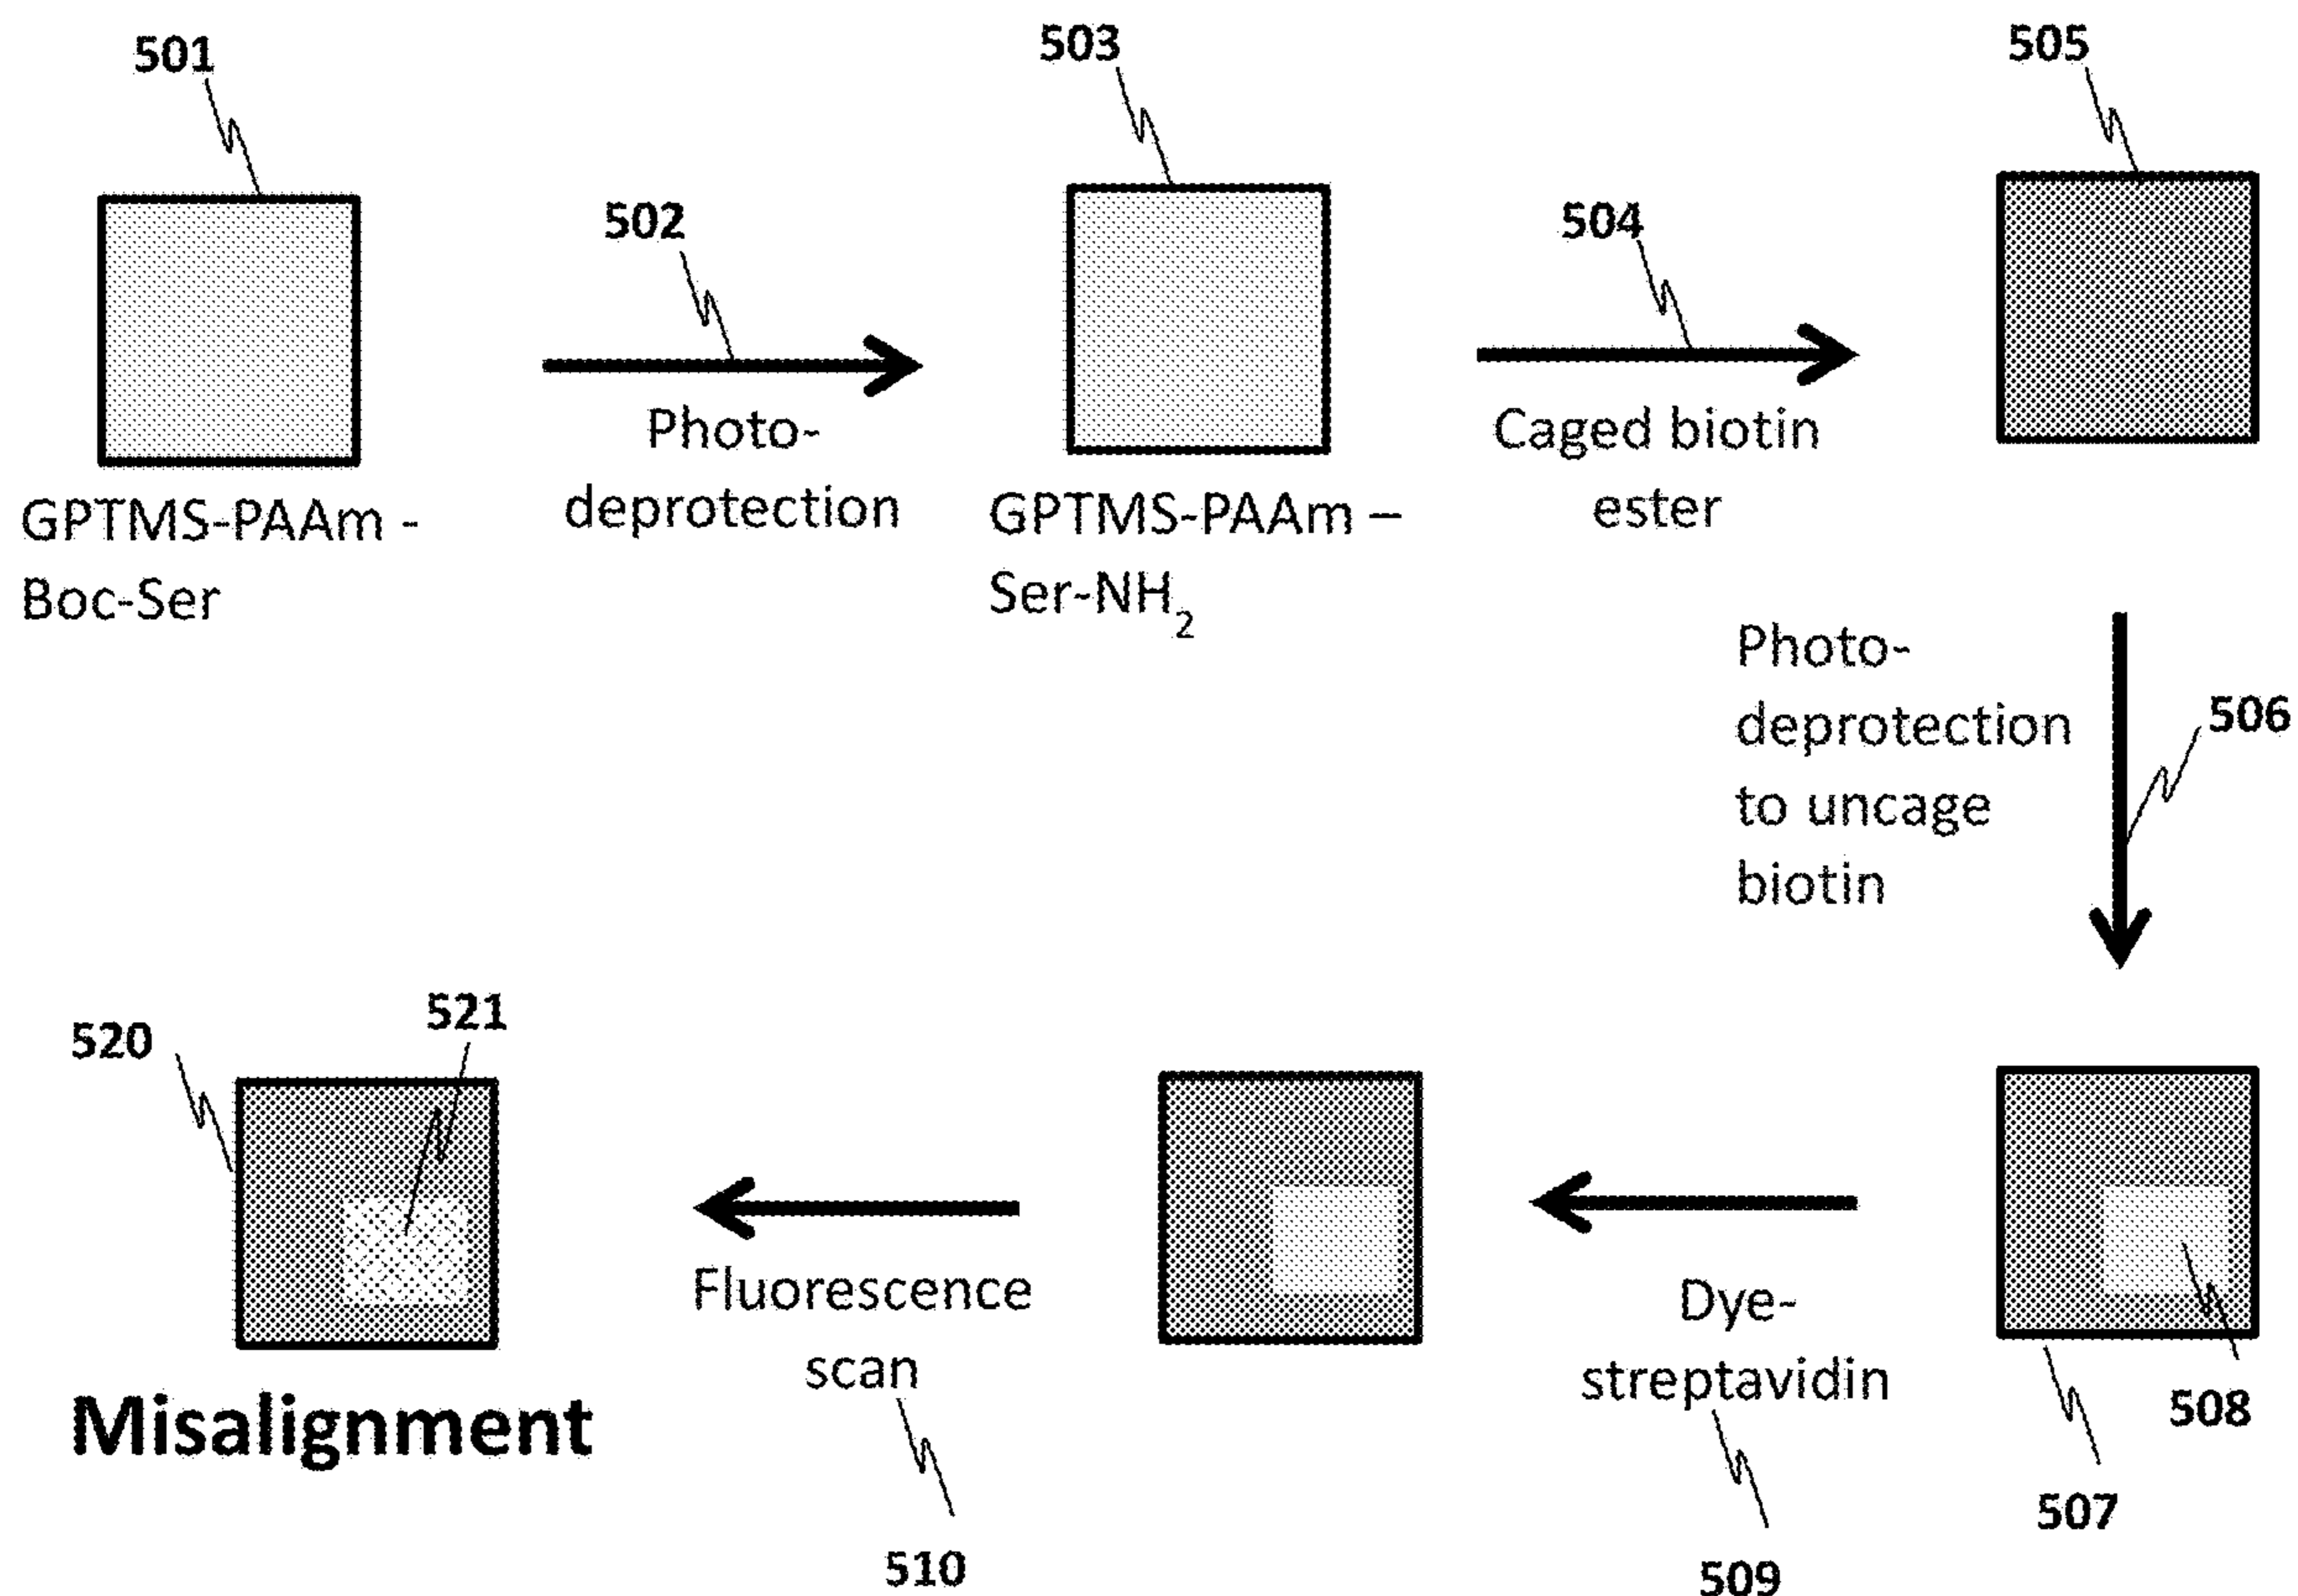 501
503
505
502
504
Photo-
deprotection
Caged biotin
ester
GPTMS-PAAm -
Boc-Ser
GPTMS-PAAm –
Ser-NH2
Photo-
deprotection
to uncage
biotin
506
520
521
Fluorescence
scan
Dye-
streptavidin
Misalignment
508
507
510
509